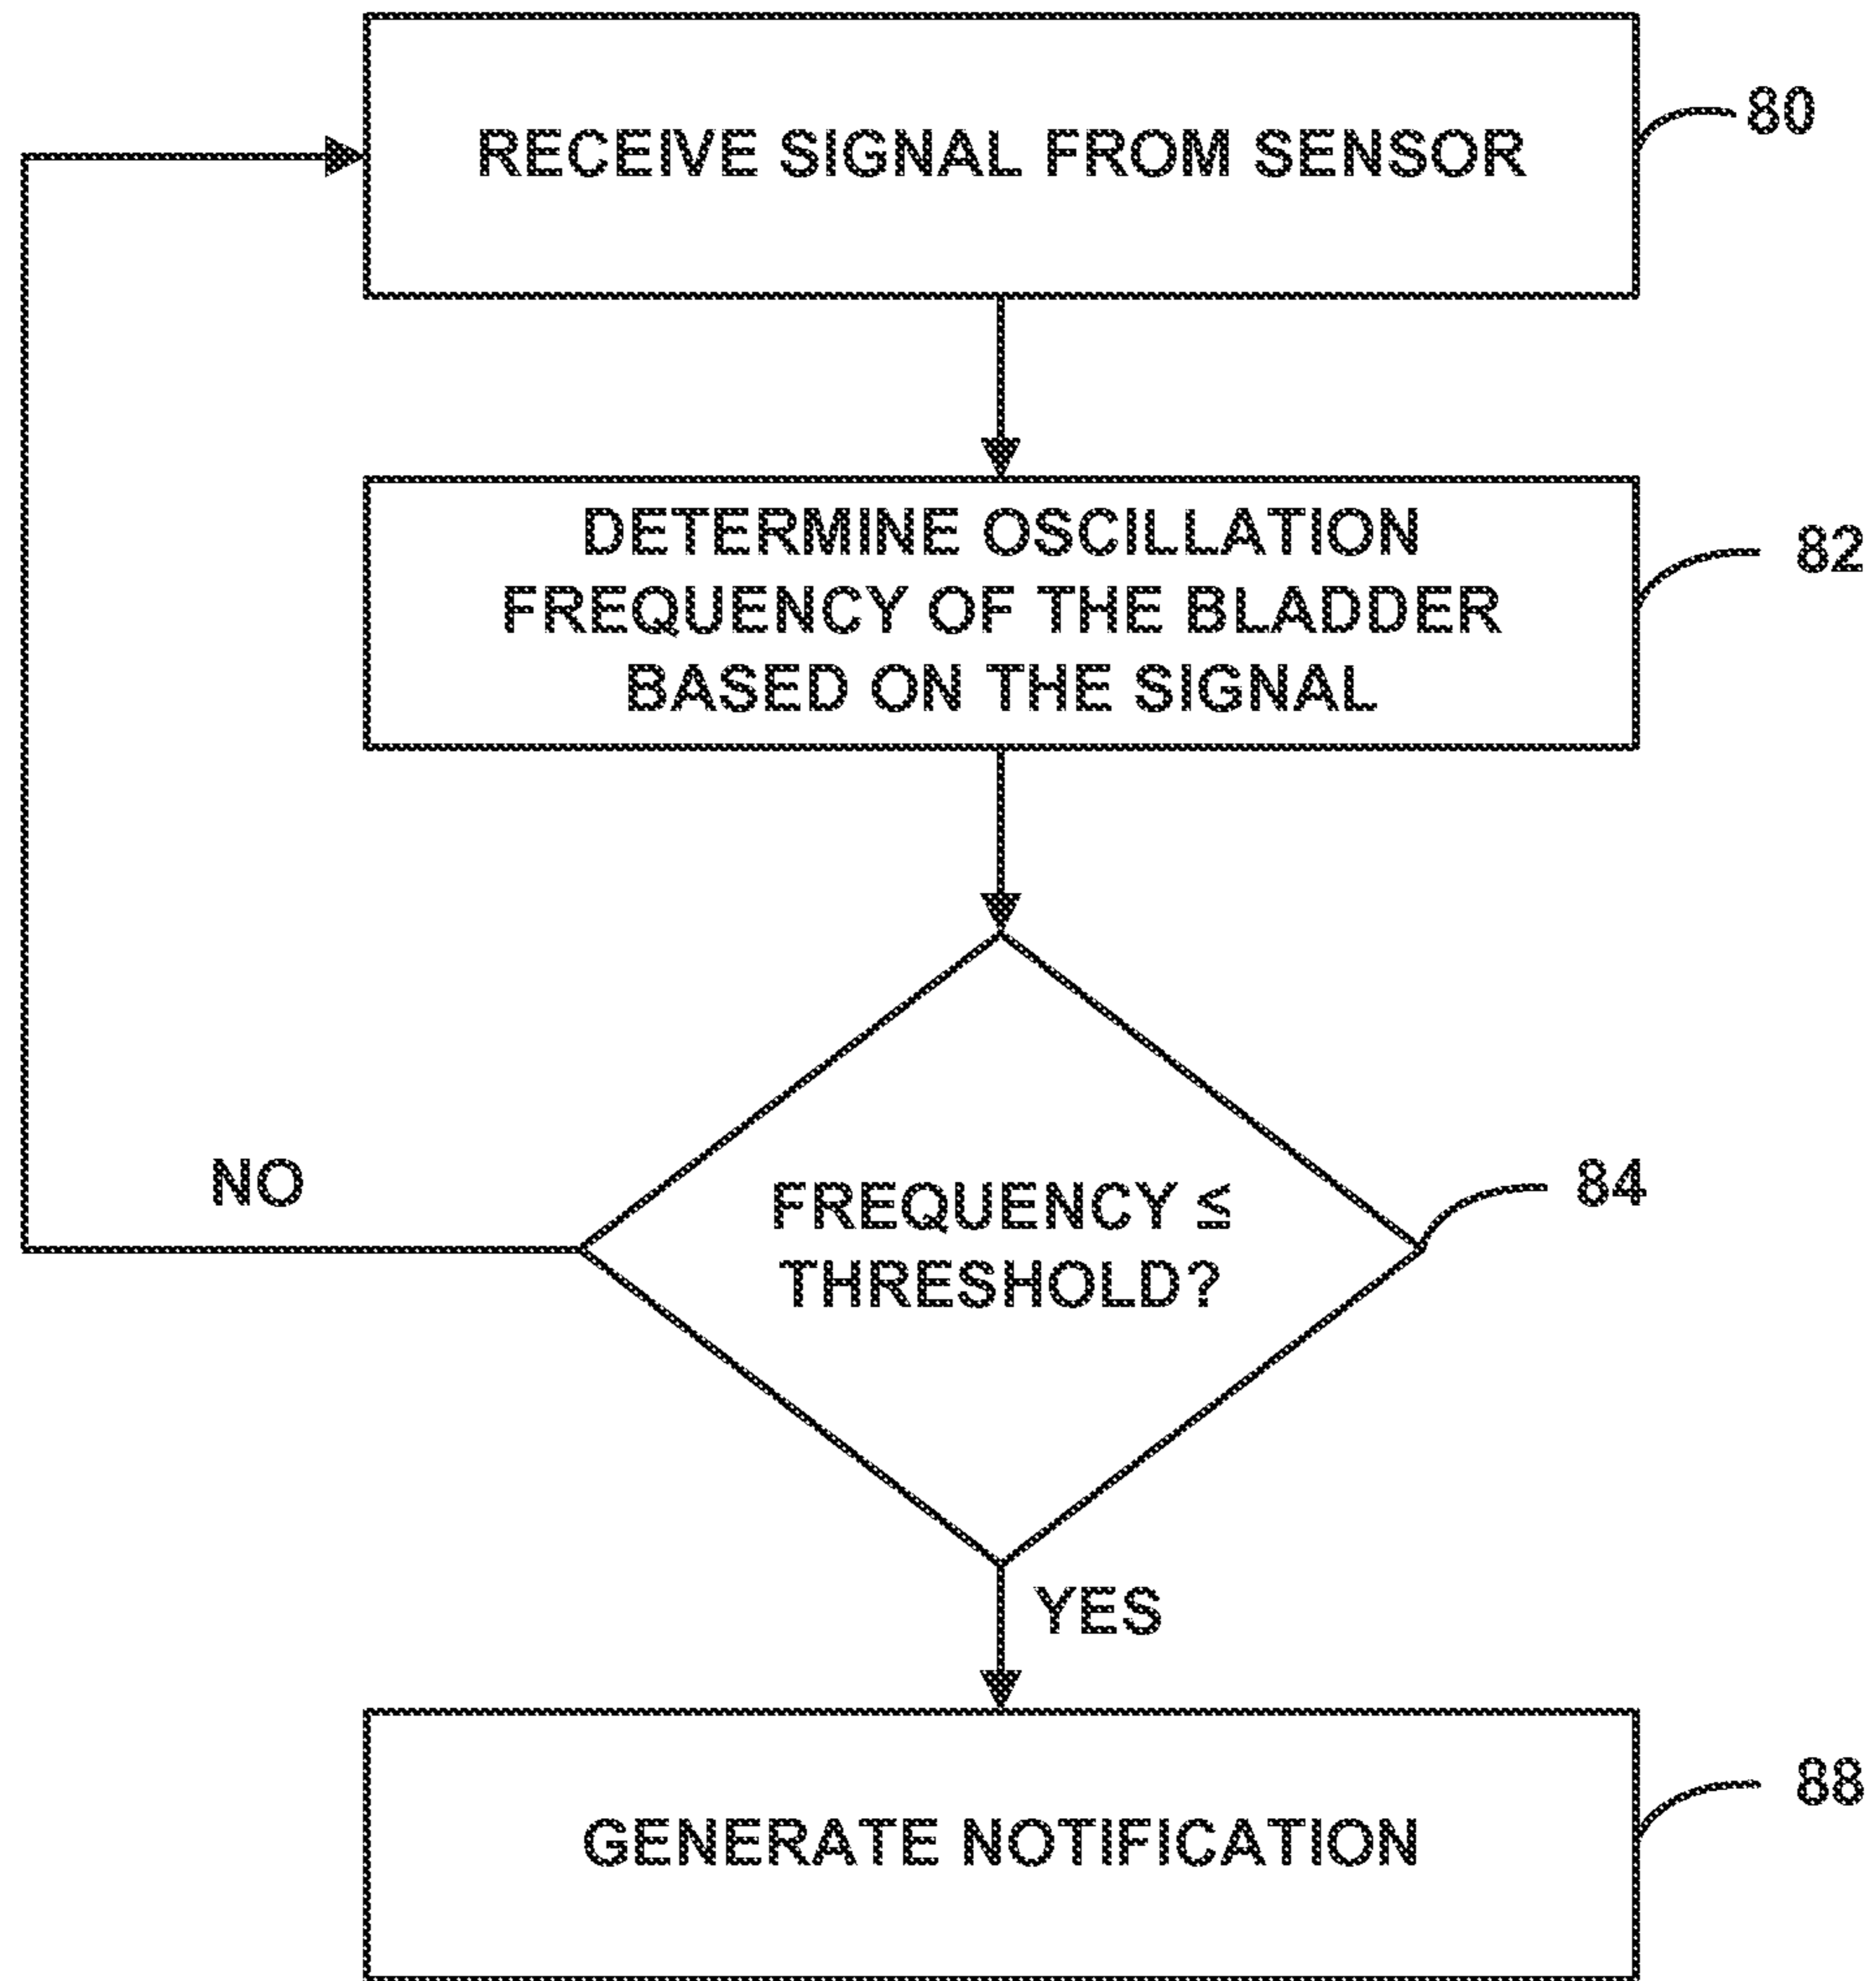 RECEIVE SIGNAL FROM SENSOR
80
DETERMINE OSCILLATION
FREQUENCY OF THE BLADDER
BASED ON THE SIGNAL
82
FREQUENCY ≤
THRESHOLD?
84
NO
YES
GENERATE NOTIFICATION
88